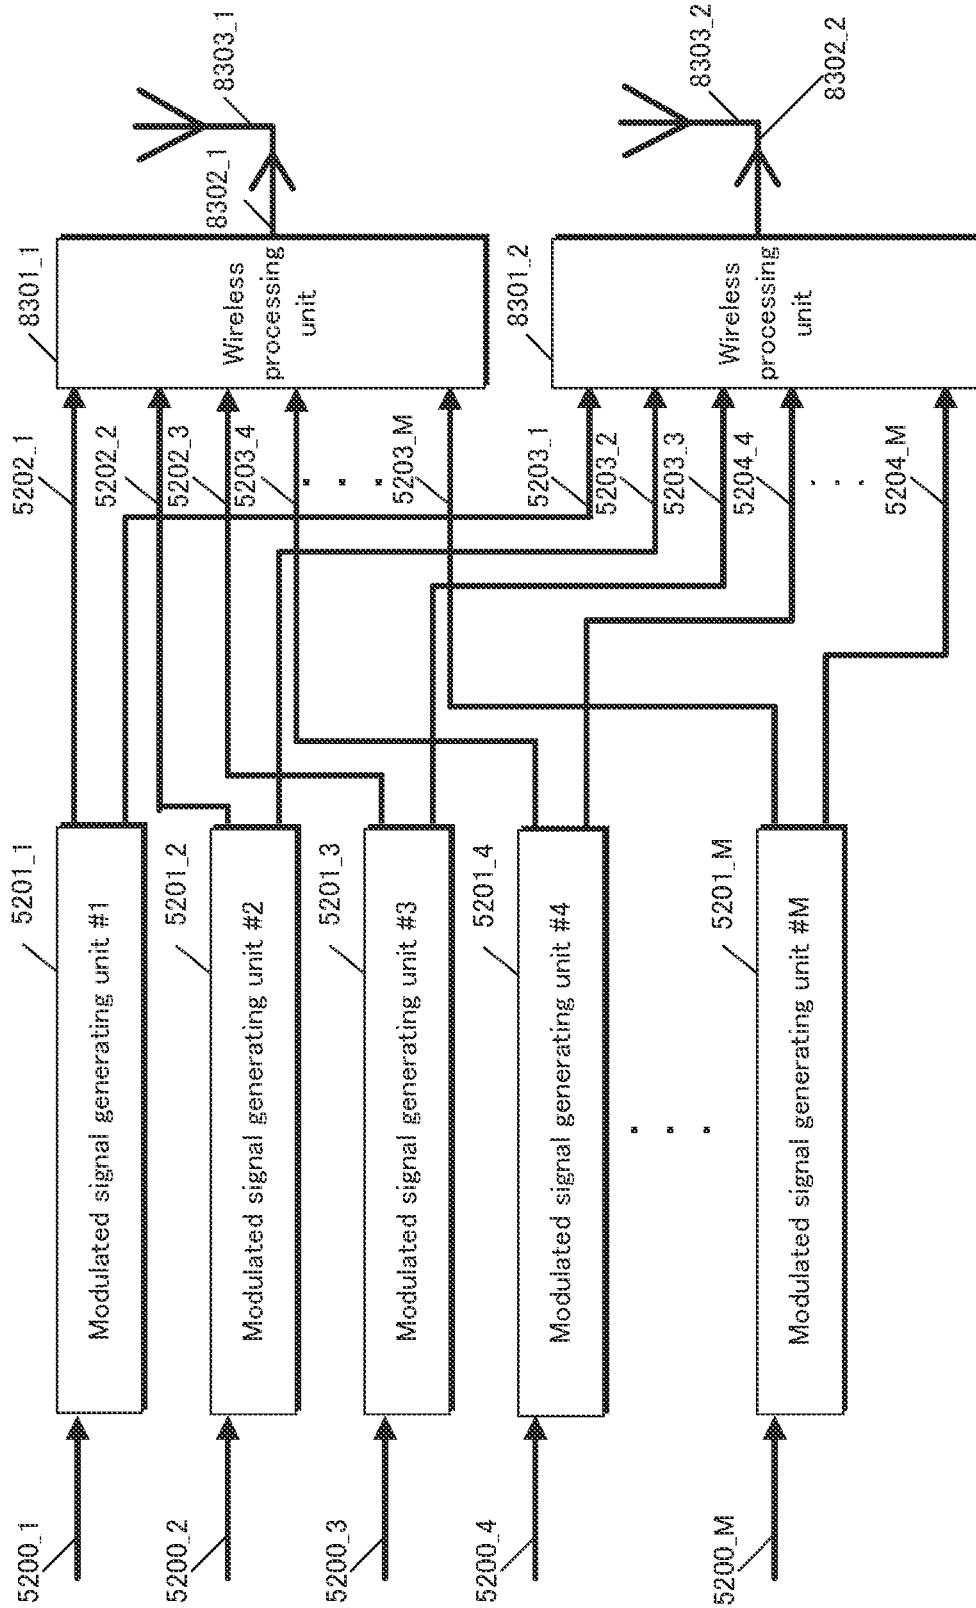 5200_1
5200_2
5200_3
5200_4
5200_M
5201_1
Modulated signal generating unit #1
5201_2
Modulated signal generating unit #2
5201_3
Modulated signal generating unit #3
5201_4
Modulated signal generating unit #4
. . .
5201_M
Modulated signal generating unit #M
5202_1
5202_2
5202_3
5203_4
. . .
5203_M
5203_1
5203_2
5203_3
5204_4
. . .
5204_M
8301_1
Wireless
processing
unit
8302_1
8303_1
8301_2
Wireless
processing
unit
8303_2
8302_2